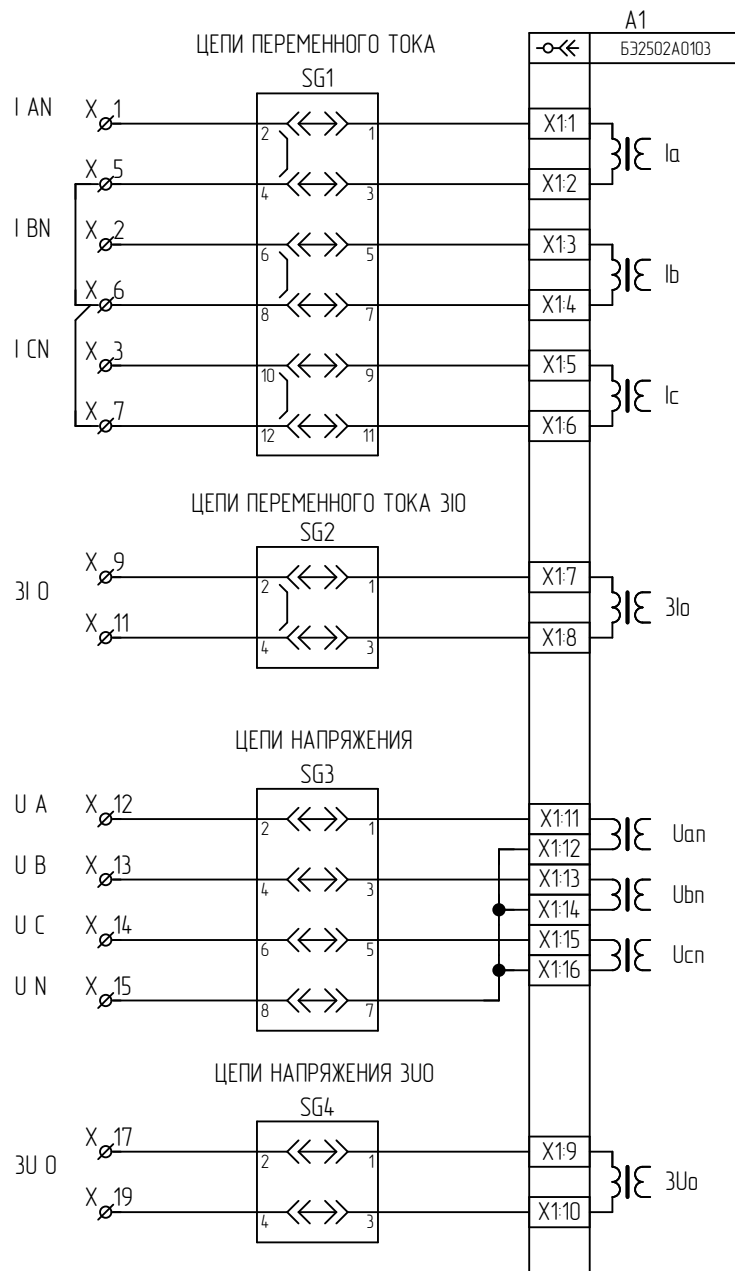 A1
Б32502А0103
ЦЕПИ ПЕРЕМЕННОГО ТОКА
SG1
I AN X 1 2 1 X1:1
Ia
X 5 4 3 X1:2
I BN X 2 6 5 X1:3
Ib
X 6 8 7 X1:4
I CN X 3 10 9 X1:5
Ic
X 7 12 11 X1:6
ЦЕПИ ПЕРЕМЕННОГО ТОКА 3I0
SG2
X 9 2 1 X1:7
3I 0 3Io
X 11 4 3 X1:8
ЦЕПИ НАПРЯЖЕНИЯ
SG3
U A X 12 2 1 X1:11
Uan
X1:12
U B X 13 4 3 X1:13
Ubn
X1:14
U C X 14 6 5 X1:15
Ucn
X1:16
U N X 15 8 7
ЦЕПИ НАПРЯЖЕНИЯ 3U0
SG4
X 17 2 1 X1:9
3U 0 3Uo
X 19 4 3 X1:10